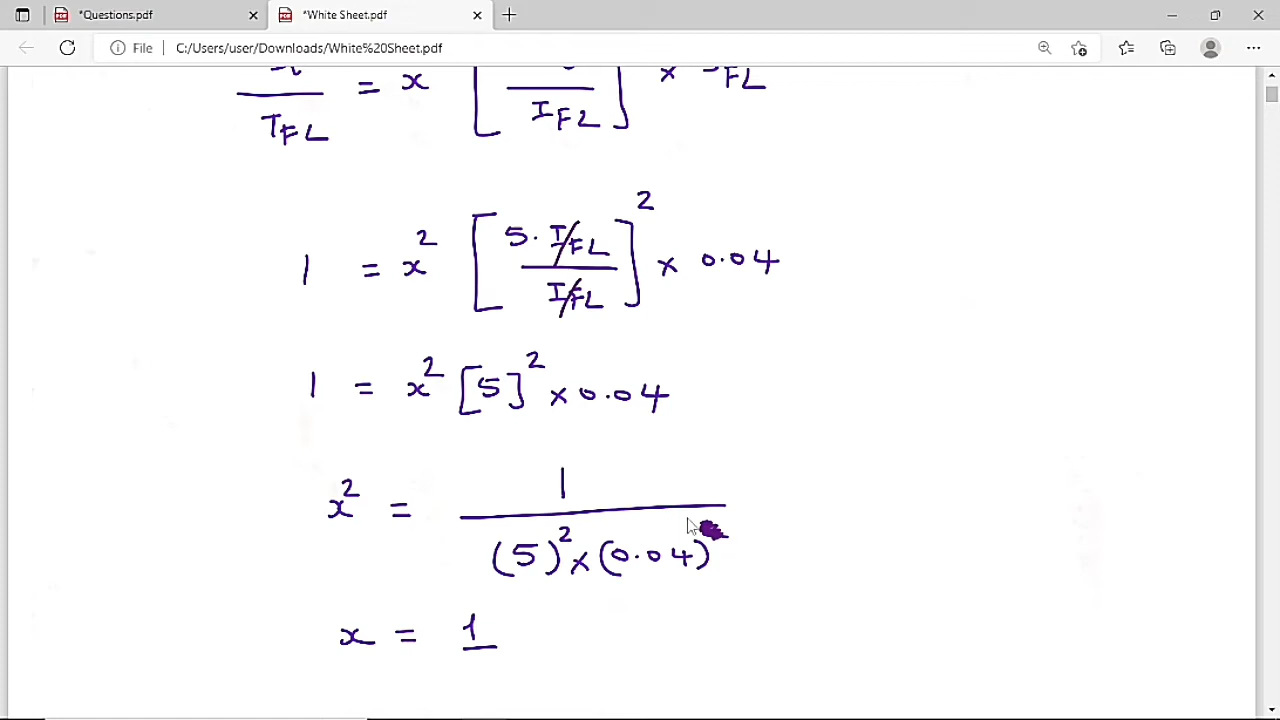 *Questions.pdf *White Sheet.pdf
File C:/Users/user/Downloads/White%20Sheet.pdf
/ T_FL = x [ / I_FL ] x FL
1 = x² [5. I_FL / I_FL]² x 0.04
1 = x² [5]² x 0.04
x² = 1 / (5)² x (0.04)
x = 1